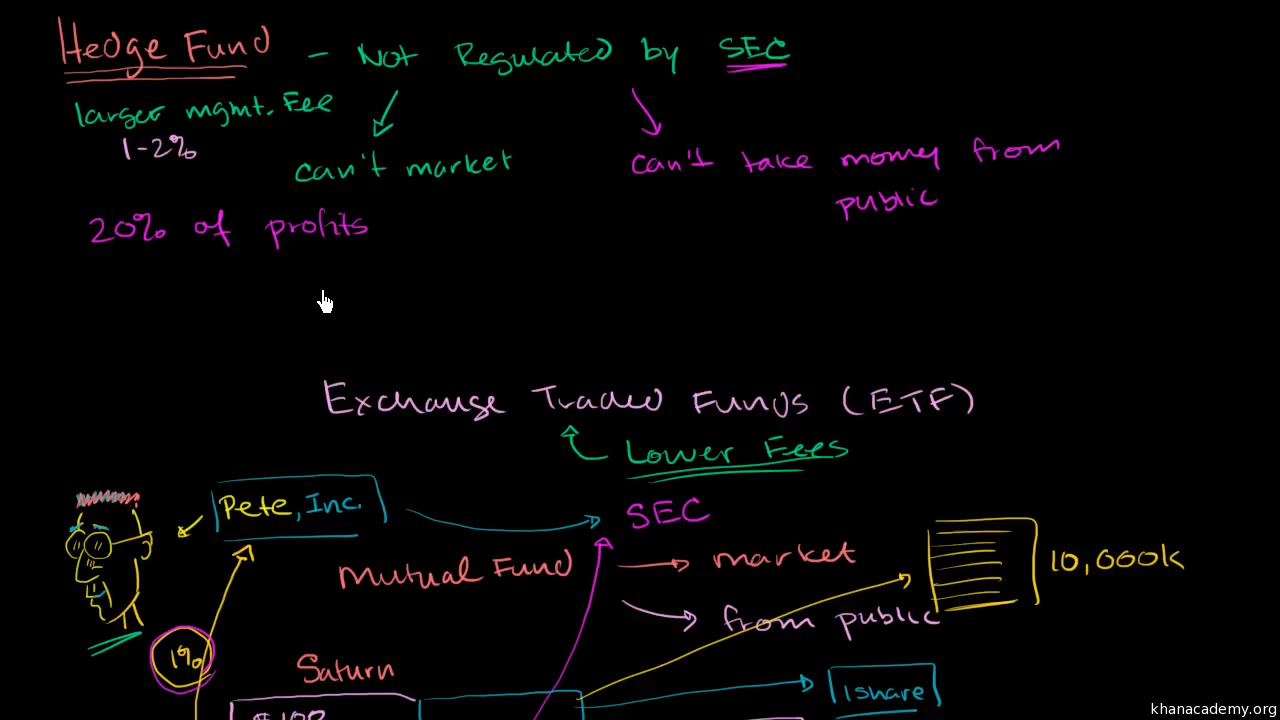 Hedge Fund - Not Regulated by SEC
larger mgmt. Fee
1-2%
can't market
can't take money from
public
20% of profits
Exchange Traded Funds (ETF)
Lower Fees
Pete, Inc.
SEC
Mutual Fund
market
10,000k
from public
1%
Saturn
1share
khanacademy.org